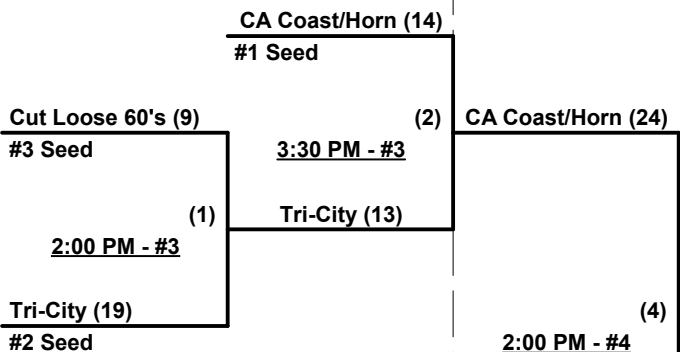 CA Coast/Horn (14)
#1 Seed
Cut Loose 60's (9)
(2)
CA Coast/Horn (24)
#3 Seed
3:30 PM - #3
(1)
Tri-City (13)
2:00 PM - #3
Tri-City (19)
(4)
#2 Seed
2:00 PM - #4